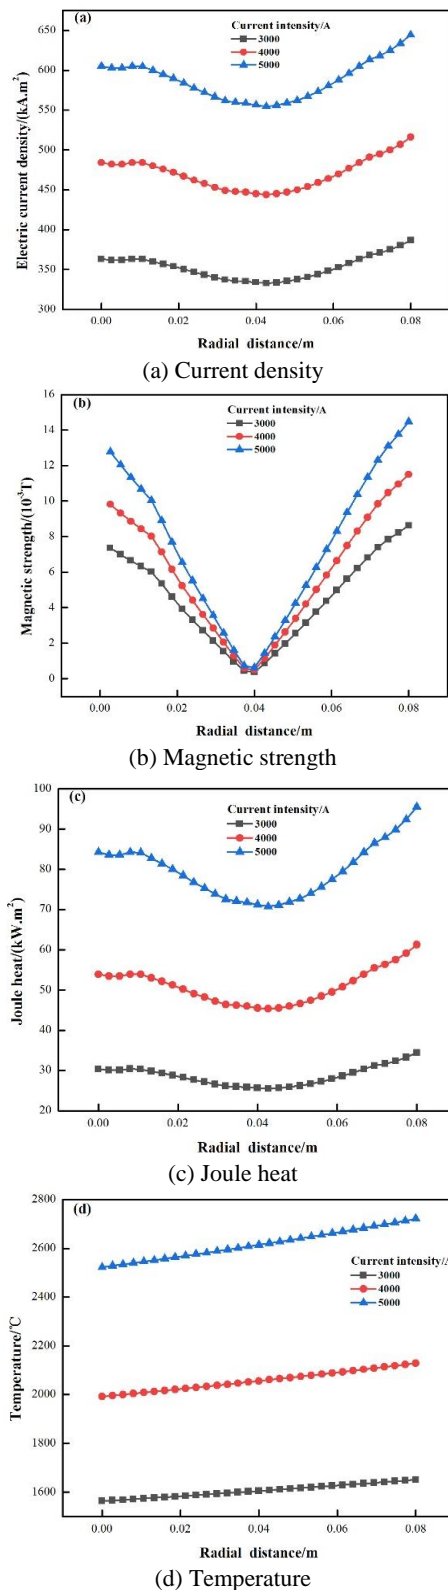 (a)
Current intensity/A
3000
4000
5000
650
600
550
500
450
400
350
300
Electric current density/(kA.m²)
0.00 0.02 0.04 0.06 0.08
Radial distance/m
(a) Current density
(b)
Current intensity/A
3000
4000
5000
16
14
12
10
8
6
4
2
0
Magnetic strength/(10⁻³T)
0.00 0.02 0.04 0.06 0.08
Radial distance/m
(b) Magnetic strength
(c)
Current intensity/A
3000
4000
5000
100
90
80
70
60
50
40
30
20
Joule heat/(kW.m²)
0.00 0.02 0.04 0.06 0.08
Radial distance/m
(c) Joule heat
(d)
Current intensity/A
3000
4000
5000
2800
2600
2400
2200
2000
1800
1600
Temperature/℃
0.00 0.02 0.04 0.06 0.08
Radial distance/m
(d) Temperature